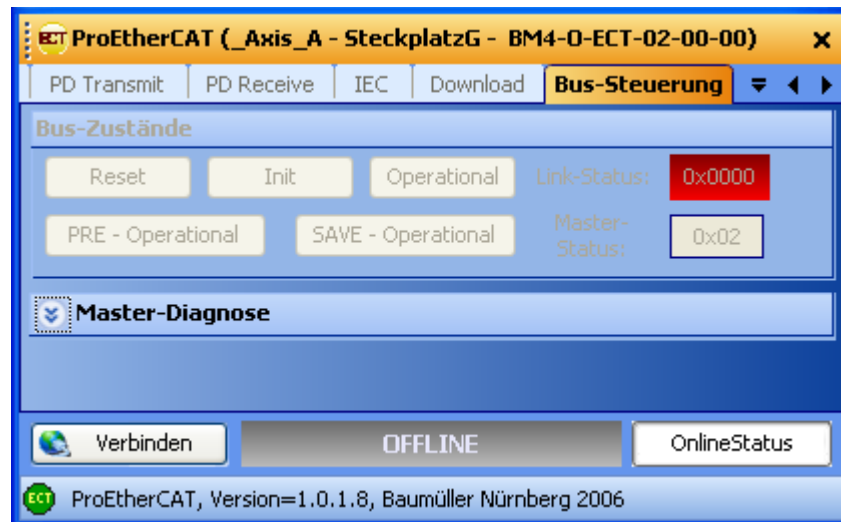 ECT ProEtherCAT (_Axis_A - SteckplatzG - BM4-O-ECT-02-00-00)
PD Transmit PD Receive IEC Download Bus-Steuerung
Bus-Zustände
Reset Init Operational Link-Status: 0x0000
PRE - Operational SAVE - Operational Master-Status: 0x02
Master-Diagnose
Verbinden OFFLINE OnlineStatus
ECT ProEtherCAT, Version=1.0.1.8, Baumüller Nürnberg 2006